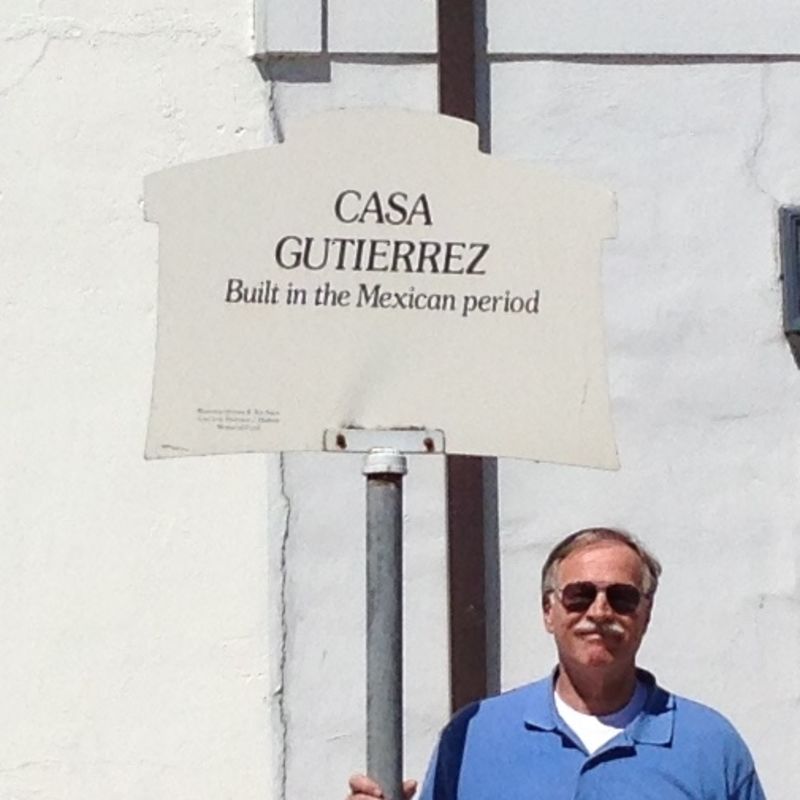 CASA
GUTIERREZ
Built in the Mexican period